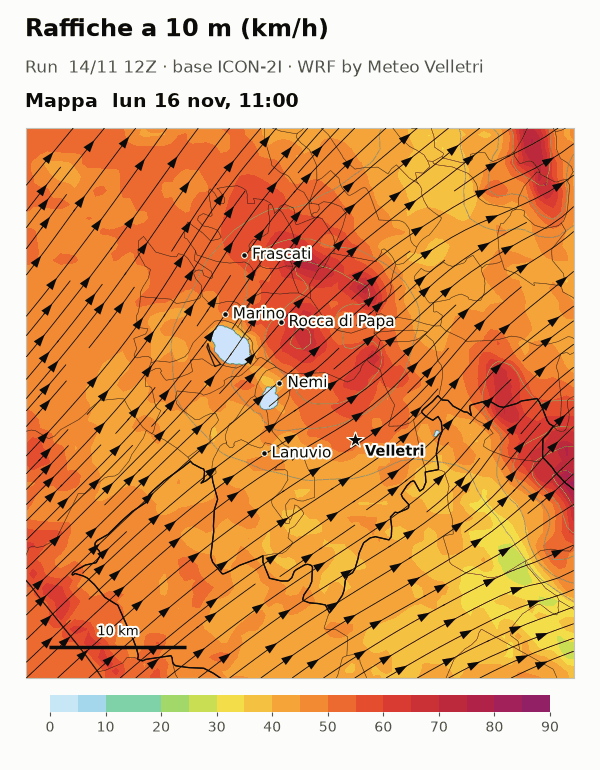 Raffiche a 10 m (km/h)
Run 14/11 12Z · base ICON-2I · WRF by Meteo Velletri
Mappa lun 16 nov, 11:00
Frascati
Marino
Rocca di Papa
Nemi
Velletri
Lanuvio
10 km
0 10 20 30 40 50 60 70 80 90